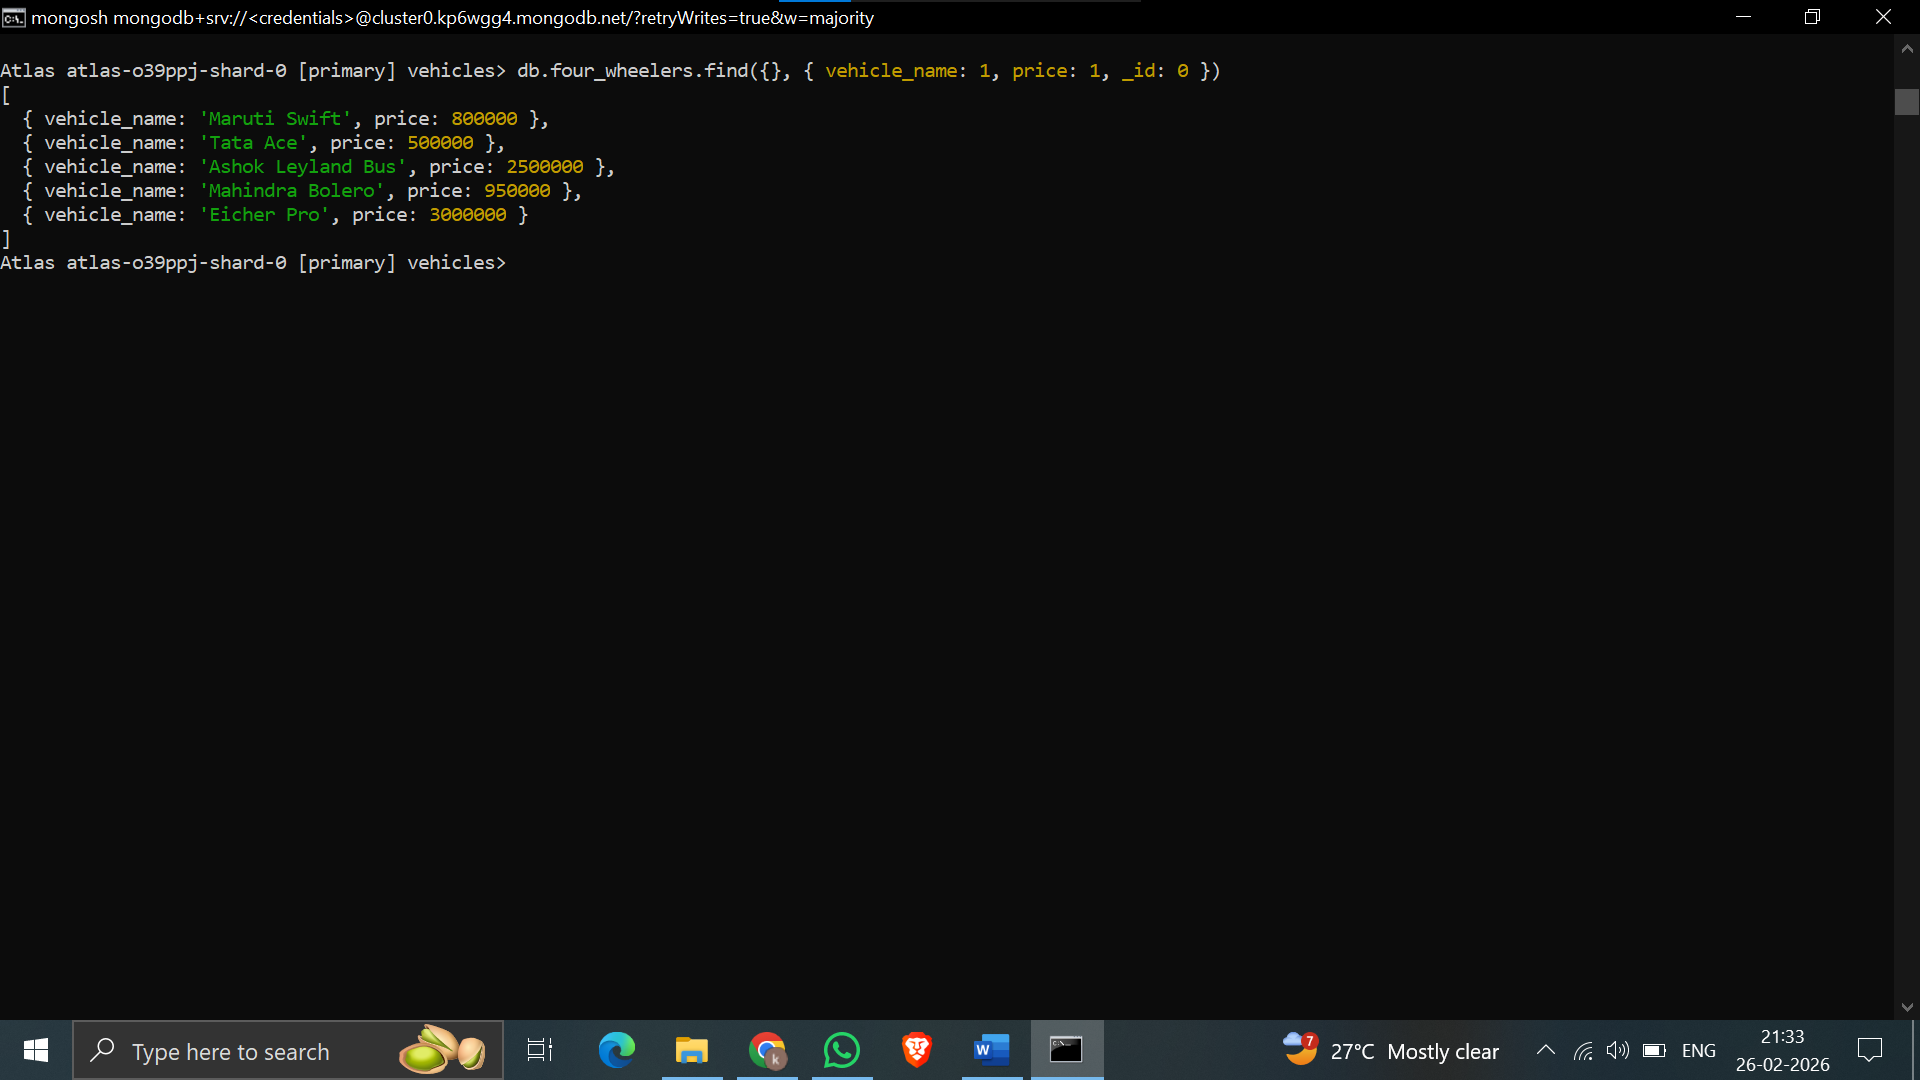 mongosh mongodb+srv://<credentials>@cluster0.kp6wgg4.mongodb.net/?retryWrites=true&w=majority
Atlas atlas-o39ppj-shard-0 [primary] vehicles> db.four_wheelers.find({}, { vehicle_name: 1, price: 1, _id: 0 })
[
  { vehicle_name: 'Maruti Swift', price: 800000 },
  { vehicle_name: 'Tata Ace', price: 500000 },
  { vehicle_name: 'Ashok Leyland Bus', price: 2500000 },
  { vehicle_name: 'Mahindra Bolero', price: 950000 },
  { vehicle_name: 'Eicher Pro', price: 3000000 }
]
Atlas atlas-o39ppj-shard-0 [primary] vehicles>
Type here to search
k
W
7
27°C Mostly clear
ENG
21:33
26-02-2026